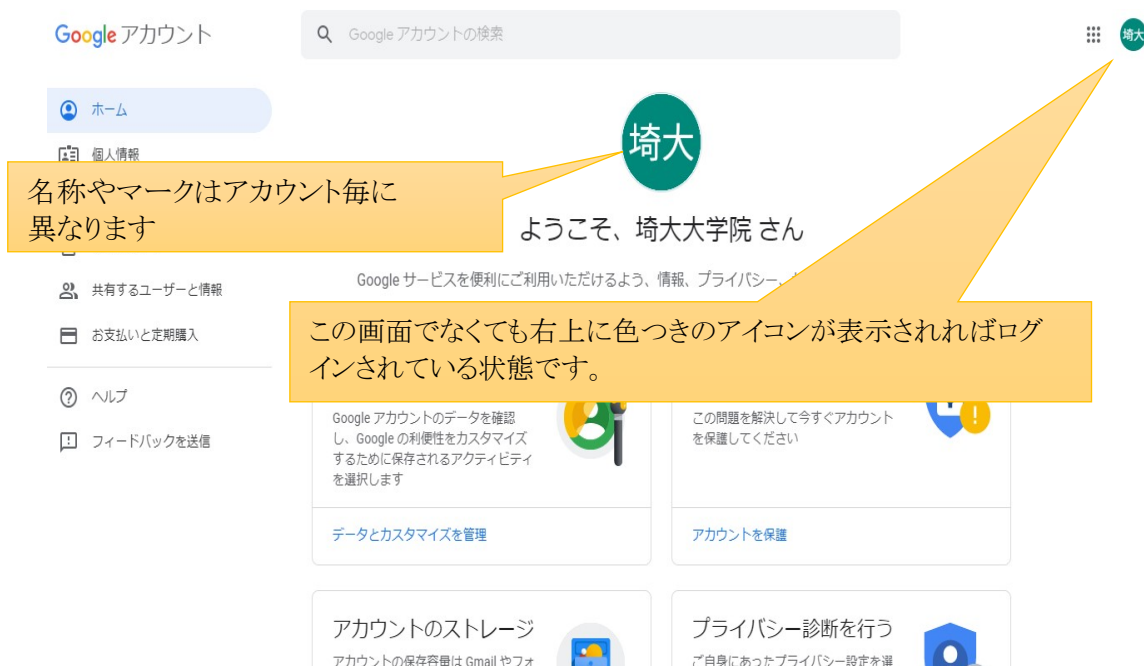 Google アカウント
Google アカウントの検索
埼大
ホーム
個人情報
埼大
名称やマークはアカウント毎に
異なります
ようこそ、埼大大学院 さん
Google サービスを便利にご利用いただけるよう、情報、プライバシー、
共有するユーザーと情報
お支払いと定期購入
この画面でなくても右上に色つきのアイコンが表示されればログ
インされている状態です。
ヘルプ
フィードバックを送信
Google アカウントのデータを確認
し、Google の利便性をカスタマイズ
するために保存されるアクティビティ
を選択します
データとカスタマイズを管理
この問題を解決して今すぐアカウント
を保護してください
アカウントを保護
アカウントのストレージ
アカウントの保存容量は Gmail やフォ
プライバシー診断を行う
ご自身にあったプライバシー設定を選